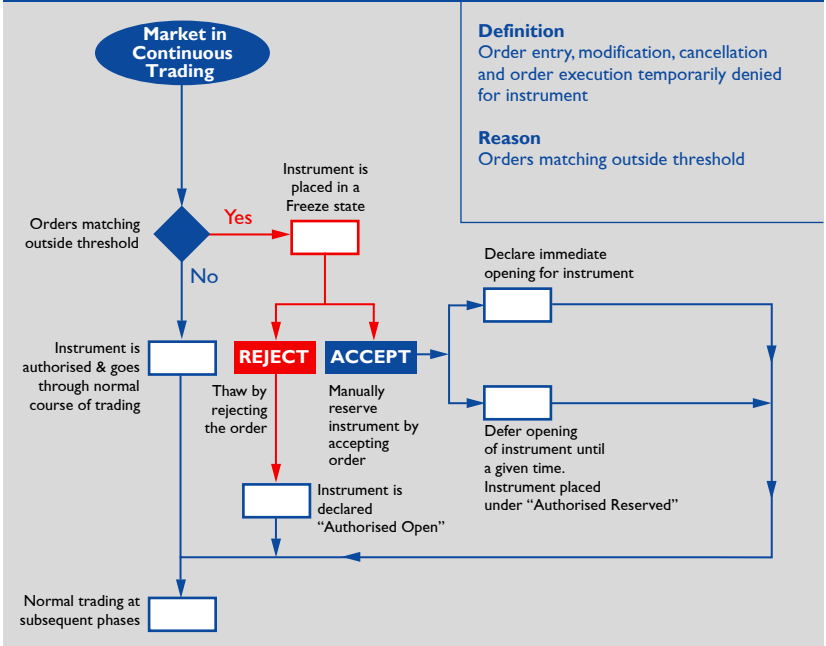 Market in
Continuous
Trading
Definition
Order entry, modification, cancellation
and order execution temporarily denied
for instrument
Reason
Orders matching outside threshold
Instrument is
placed in a
Freeze state
Orders matching
outside threshold
Yes
No
Declare immediate
opening for instrument
Instrument is
authorised & goes
through normal
course of trading
REJECT
ACCEPT
Thaw by
rejecting
the order
Manually
reserve
instrument by
accepting
order
Defer opening
of instrument until
a given time.
Instrument placed
under “Authorised Reserved”
Instrument is
declared
“Authorised Open”
Normal trading at
subsequent phases